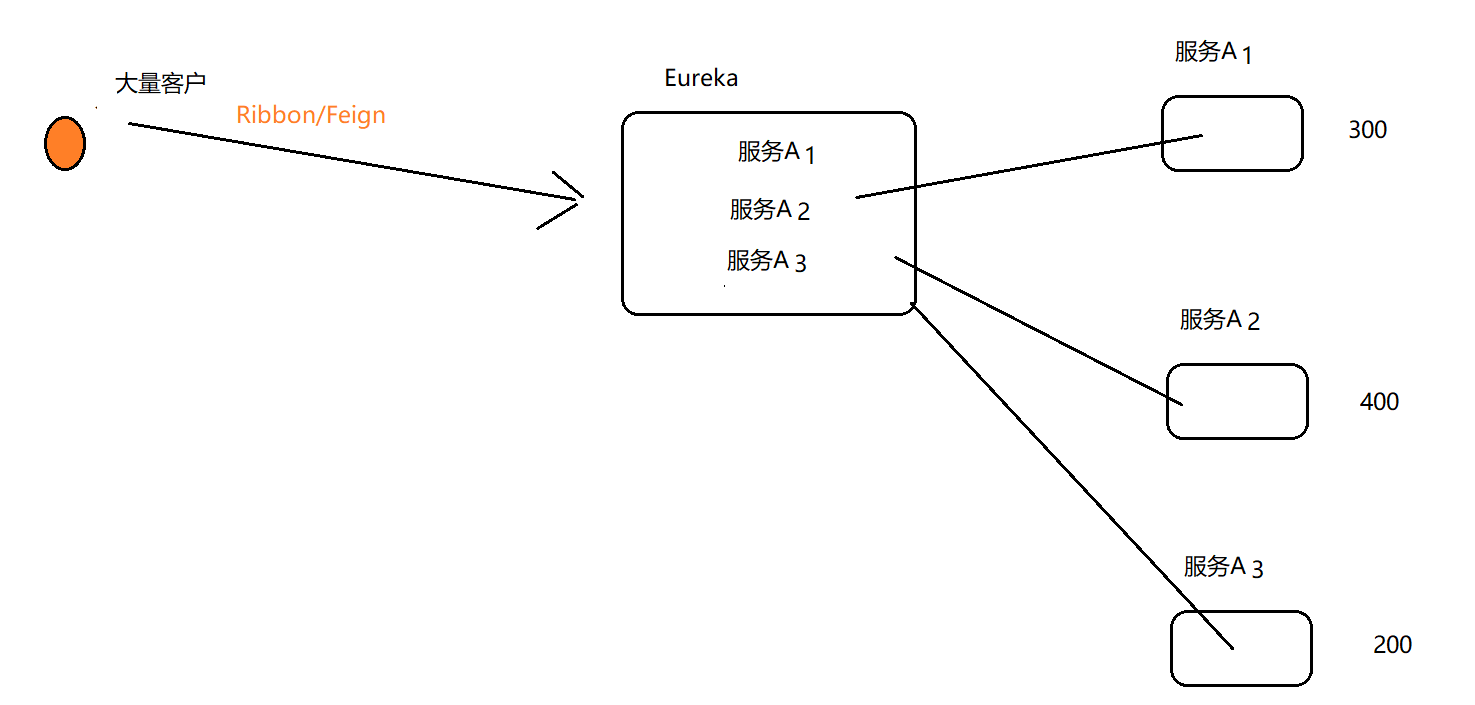 大量客户
Ribbon/Feign
Eureka
服务A 1
服务A 2
服务A 3
服务A 1
300
服务A 2
400
服务A 3
200